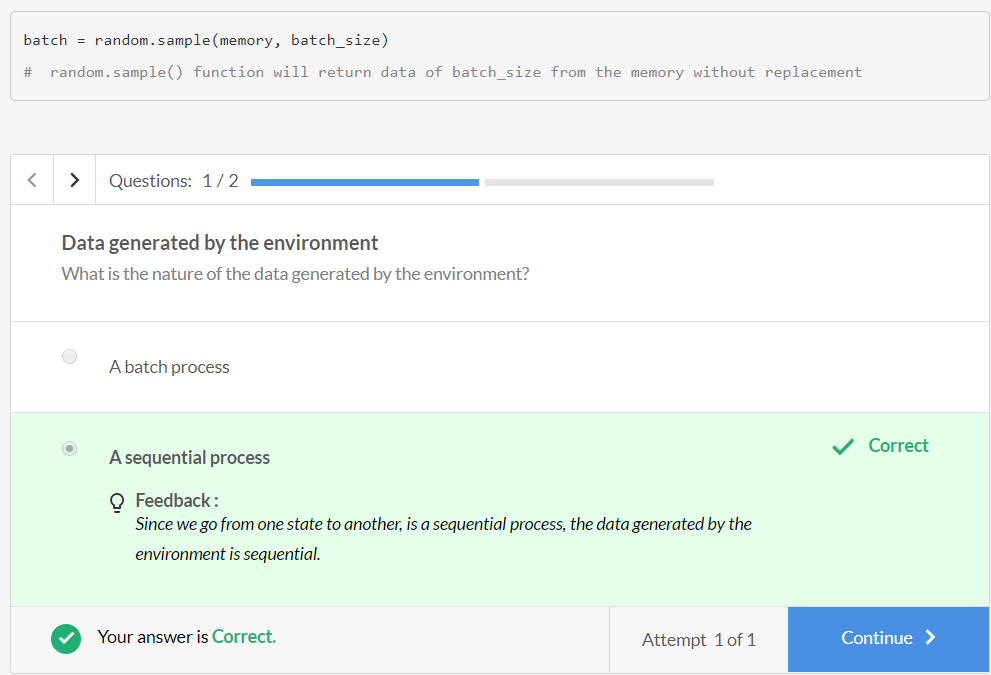 batch = random.sample(memory, batch_size)
#  random.sample() function will return data of batch_size from the memory without replacement
Questions: 1 / 2
Data generated by the environment
What is the nature of the data generated by the environment?
A batch process
A sequential process
Correct
Feedback :
Since we go from one state to another, is a sequential process, the data generated by the
environment is sequential.
Your answer is Correct.
Attempt 1 of 1
Continue